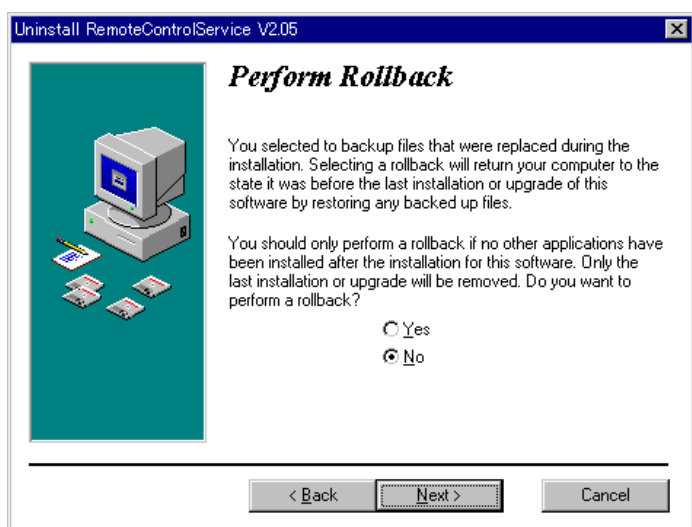 Uninstall RemoteControlService V2.05
Perform Rollback
You selected to backup files that were replaced during the
installation. Selecting a rollback will return your computer to the
state it was before the last installation or upgrade of this
software by restoring any backed up files.
You should only perform a rollback if no other applications have
been installed after the installation for this software. Only the
last installation or upgrade will be removed. Do you want to
perform a rollback?
Yes
No
< Back
Next >
Cancel